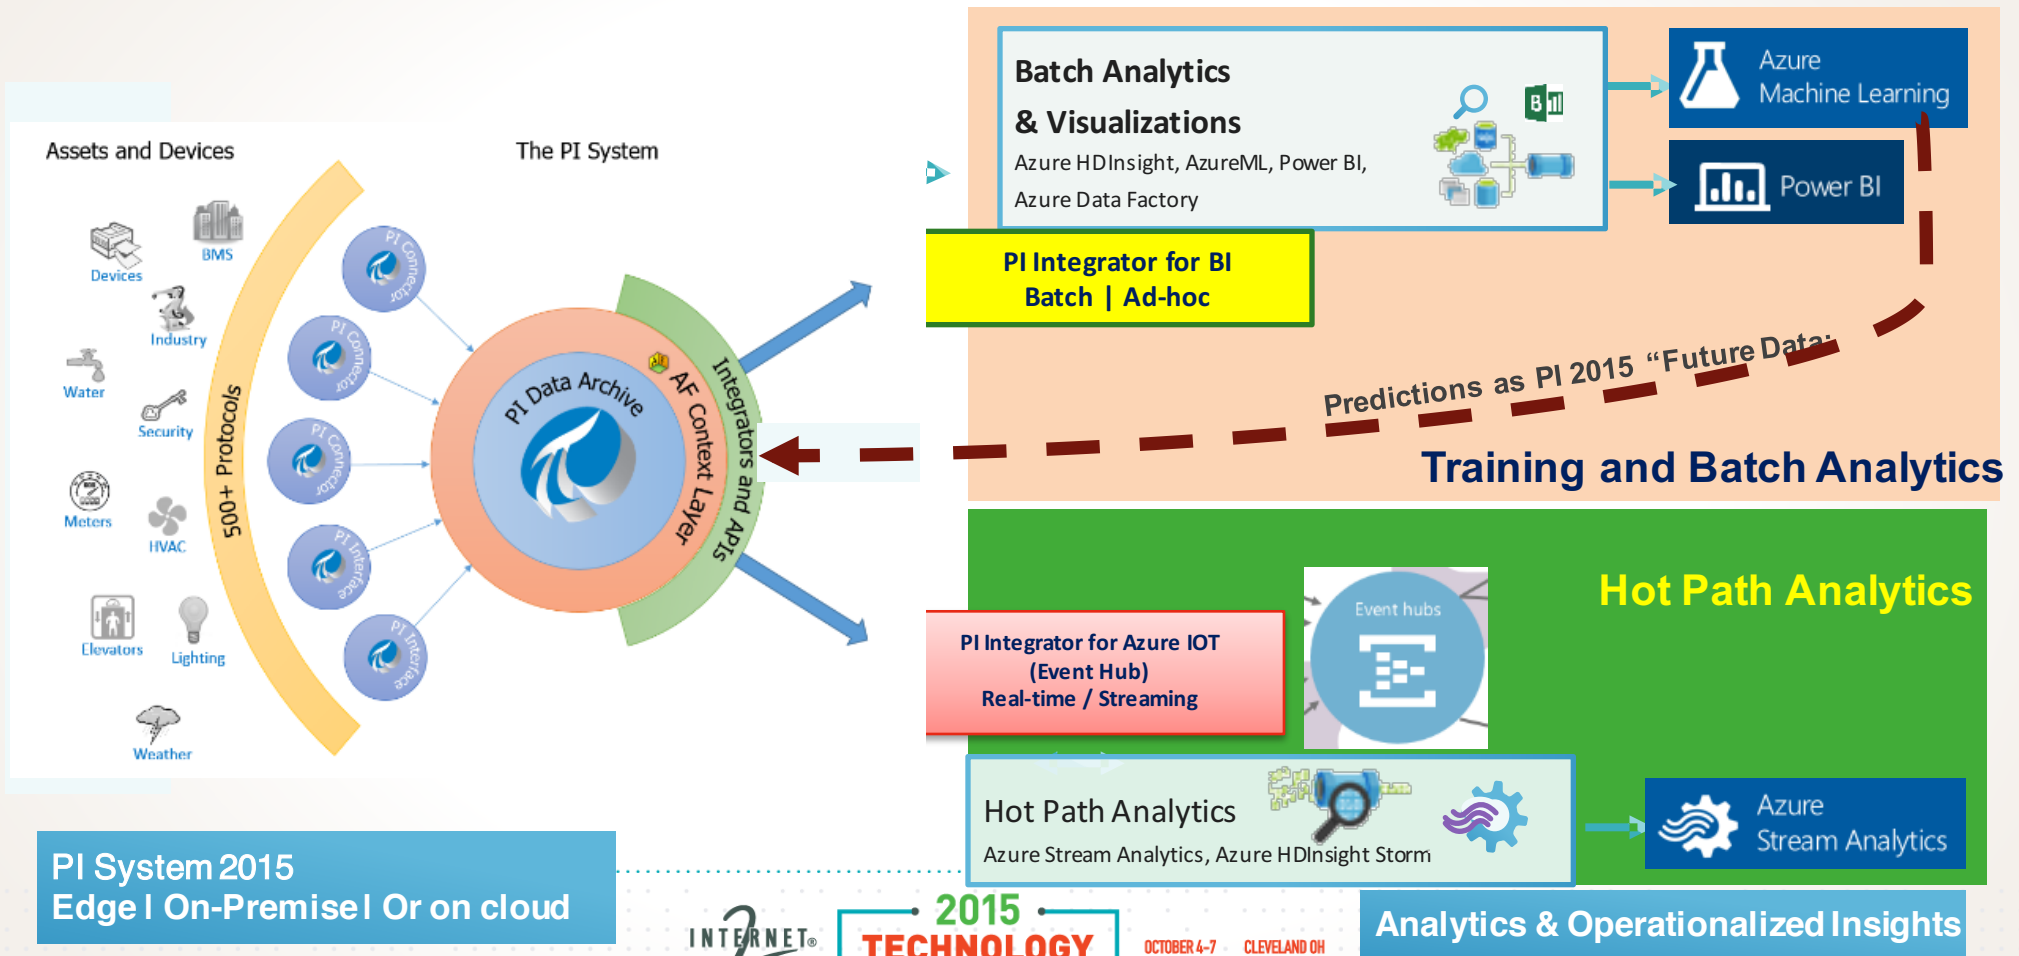 Assets and Devices
The PI System
Devices
BMS
Industry
Water
Security
Meters
HVAC
Elevators
Lighting
Weather
500+ Protocols
PI Connector
PI Connector
PI Connector
PI Interface
PI Interface
PI Data Archive
AF Context Layer
Integrators and APIs
Batch Analytics
& Visualizations
Azure HDInsight, AzureML, Power BI,
Azure Data Factory
Azure
Machine Learning
Power BI
PI Integrator for BI
Batch | Ad-hoc
Predictions as PI 2015 “Future Data:
Training and Batch Analytics
Hot Path Analytics
Event hubs
PI Integrator for Azure IOT
(Event Hub)
Real-time / Streaming
Hot Path Analytics
Azure Stream Analytics, Azure HDInsight Storm
Azure
Stream Analytics
PI System 2015
Edge l On-Premise l Or on cloud
INTERNET®
2
2015
TECHNOLOGY
OCTOBER 4-7 CLEVELAND OH
Analytics & Operationalized Insights